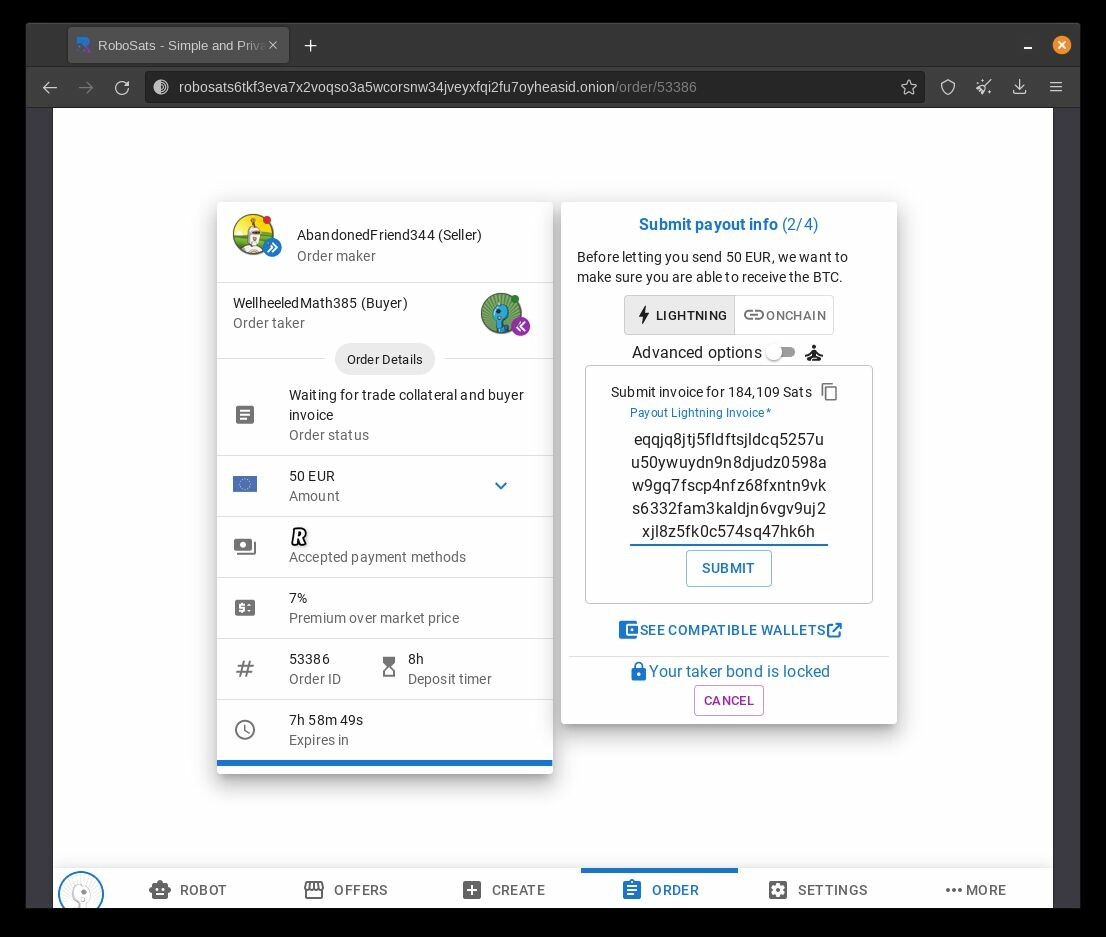 RoboSats - Simple and Priva
robosats6tkf3eva7x2voqso3a5wcorsnw34jveyxfqi2fu7oyheasid.onion/order/53386
AbandonedFriend344 (Seller)
Order maker
WellheeledMath385 (Buyer)
Order taker
Order Details
Waiting for trade collateral and buyer
invoice
Order status
50 EUR
Amount
R
Accepted payment methods
7%
Premium over market price
53386
Order ID
8h
Deposit timer
7h 58m 49s
Expires in
Submit payout info (2/4)
Before letting you send 50 EUR, we want to
make sure you are able to receive the BTC.
LIGHTNING
ONCHAIN
Advanced options
Submit invoice for 184,109 Sats
Payout Lightning Invoice*
eqqjq8jtj5fldftsjldcq5257u
u50ywuydn9n8djudz0598a
w9gq7fscp4nfz68fxntn9vk
s6332fam3kaldjn6vgv9uj2
xjl8z5fk0c574sq47hk6h
SUBMIT
SEE COMPATIBLE WALLETS
Your taker bond is locked
CANCEL
ROBOT
OFFERS
CREATE
ORDER
SETTINGS
MORE